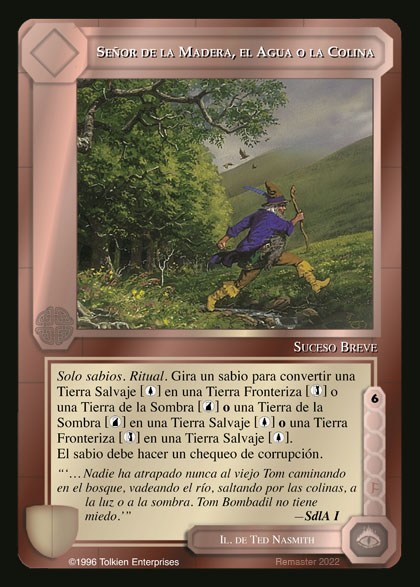 Señor de la Madera, el Agua o la Colina
Suceso Breve
Solo sabios. Ritual. Gira un sabio para convertir una
Tierra Salvaje [] en una Tierra Fronteriza [] o
una Tierra de la Sombra [] o una Tierra de la
Sombra [] en una Tierra Salvaje [] o una Tierra
Fronteriza [] en una Tierra Salvaje [].
El sabio debe hacer un chequeo de corrupción.
6
“‘…Nadie ha atrapado nunca al viejo Tom caminando
en el bosque, vadeando el río, saltando por las colinas, a
la luz o a la sombra. Tom Bombadil no tiene
miedo.’” —SdlA I
Il. de Ted Nasmith
©1996 Tolkien Enterprises
Remaster 2022